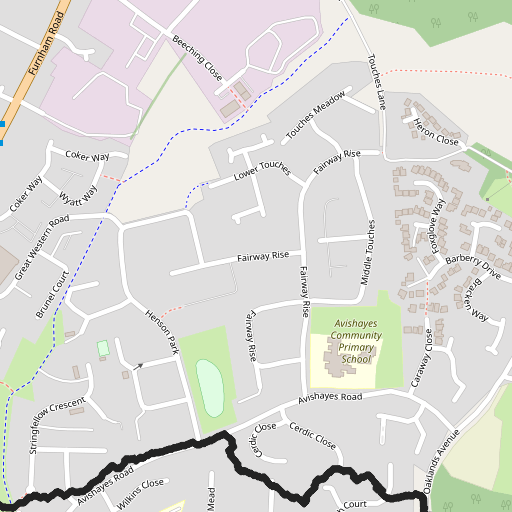 Furnham Road
Beeching Close
Touches Lane
Touches Meadow
Heron Close
Coker Way
Fairway Rise
Lower Touches
Coker Way
Wyatt Way
Foxglove Way
Great Western Road
Middle Touches
Fairway Rise
Barberry Drive
Brunel Court
Fairway Rise
Bracken Way
Henson Park
Fairway Rise
Avishayes
Community
Primary
School
Caraway Close
Avishayes Road
Stringfellow Crescent
Cerdic Close
Cerdic Close
Oaklands Avenue
Avishayes Road
Wilkins Close
Mead
Court